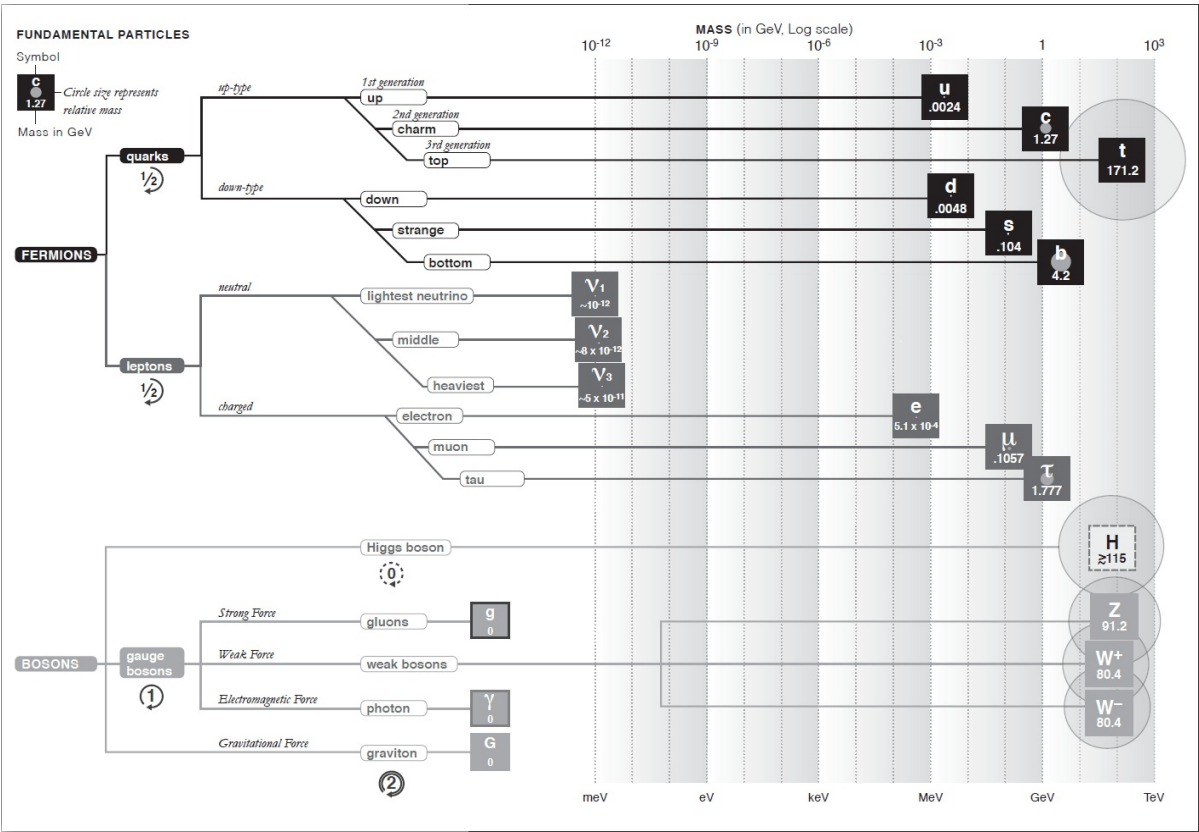 FUNDAMENTAL PARTICLES
Symbol
c
1.27
Circle size represents
relative mass
Mass in GeV
MASS (in GeV, Log scale)
10-12 10-9 10-6 10-3 1 103
FERMIONS
quarks
1/2
up-type
1st generation
up
u
.0024
2nd generation
charm
c
1.27
3rd generation
top
t
171.2
down-type
down
d
.0048
strange
s
.104
bottom
b
4.2
leptons
1/2
neutral
lightest neutrino
ν1
~10-12
middle
ν2
~8 x 10-12
heaviest
ν3
~5 x 10-11
charged
electron
e
5.1 x 10-4
muon
μ
.1057
tau
τ
1.777
BOSONS
Higgs boson
0
H
≳115
gauge
bosons
1
Strong Force
gluons
g
0
Weak Force
weak bosons
Z
91.2
W+
80.4
W−
80.4
Electromagnetic Force
photon
γ
0
Gravitational Force
graviton
2
G
0
meV eV keV MeV GeV TeV